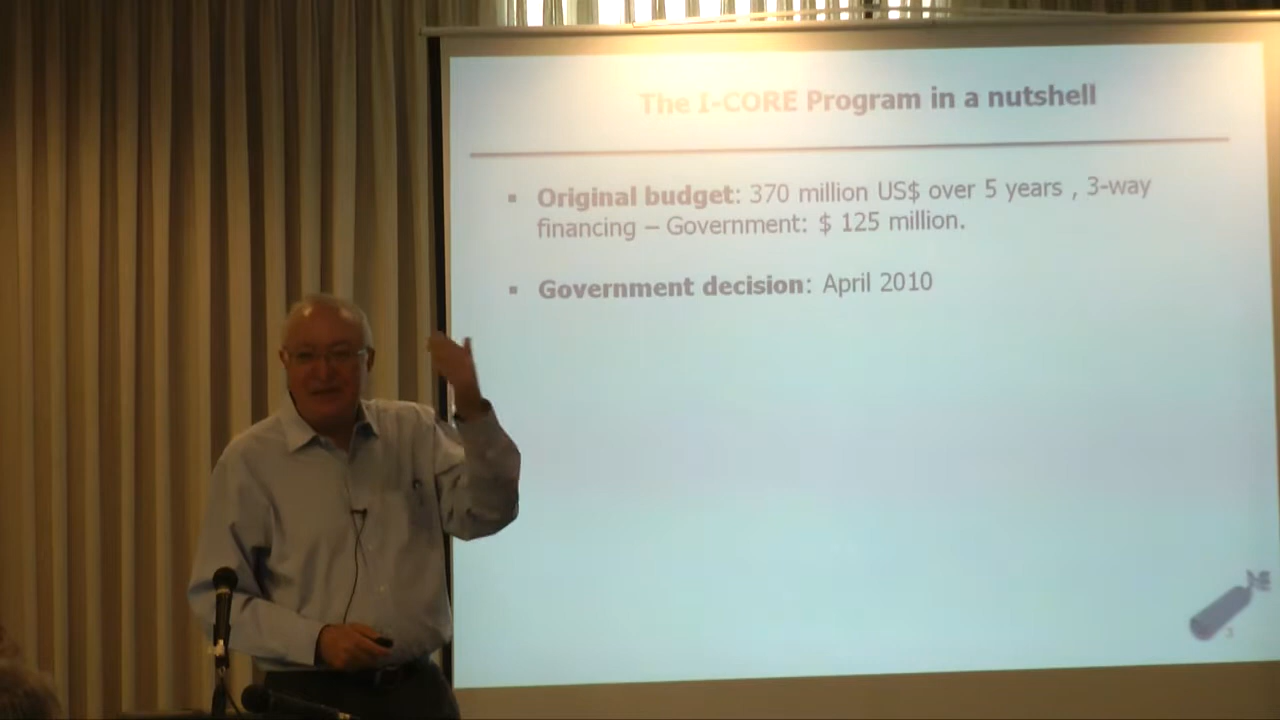 The I-CORE Program in a nutshell
▪ Original budget: 370 million US$ over 5 years , 3-way
financing – Government: $ 125 million.
▪ Government decision: April 2010
3